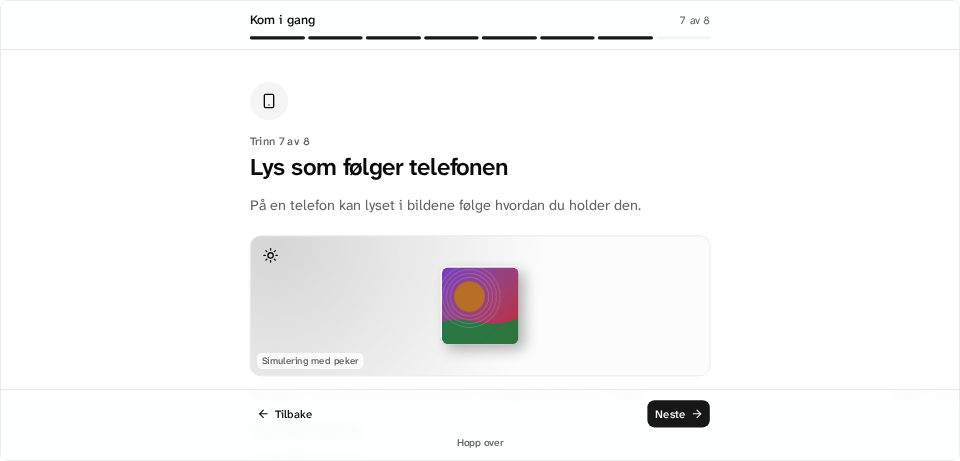 Kom i gang
7 av 8
Trinn 7 av 8
Lys som følger telefonen
På en telefon kan lyset i bildene følge hvordan du holder den.
Simulering med peker
Tilbake
Neste
Hopp over